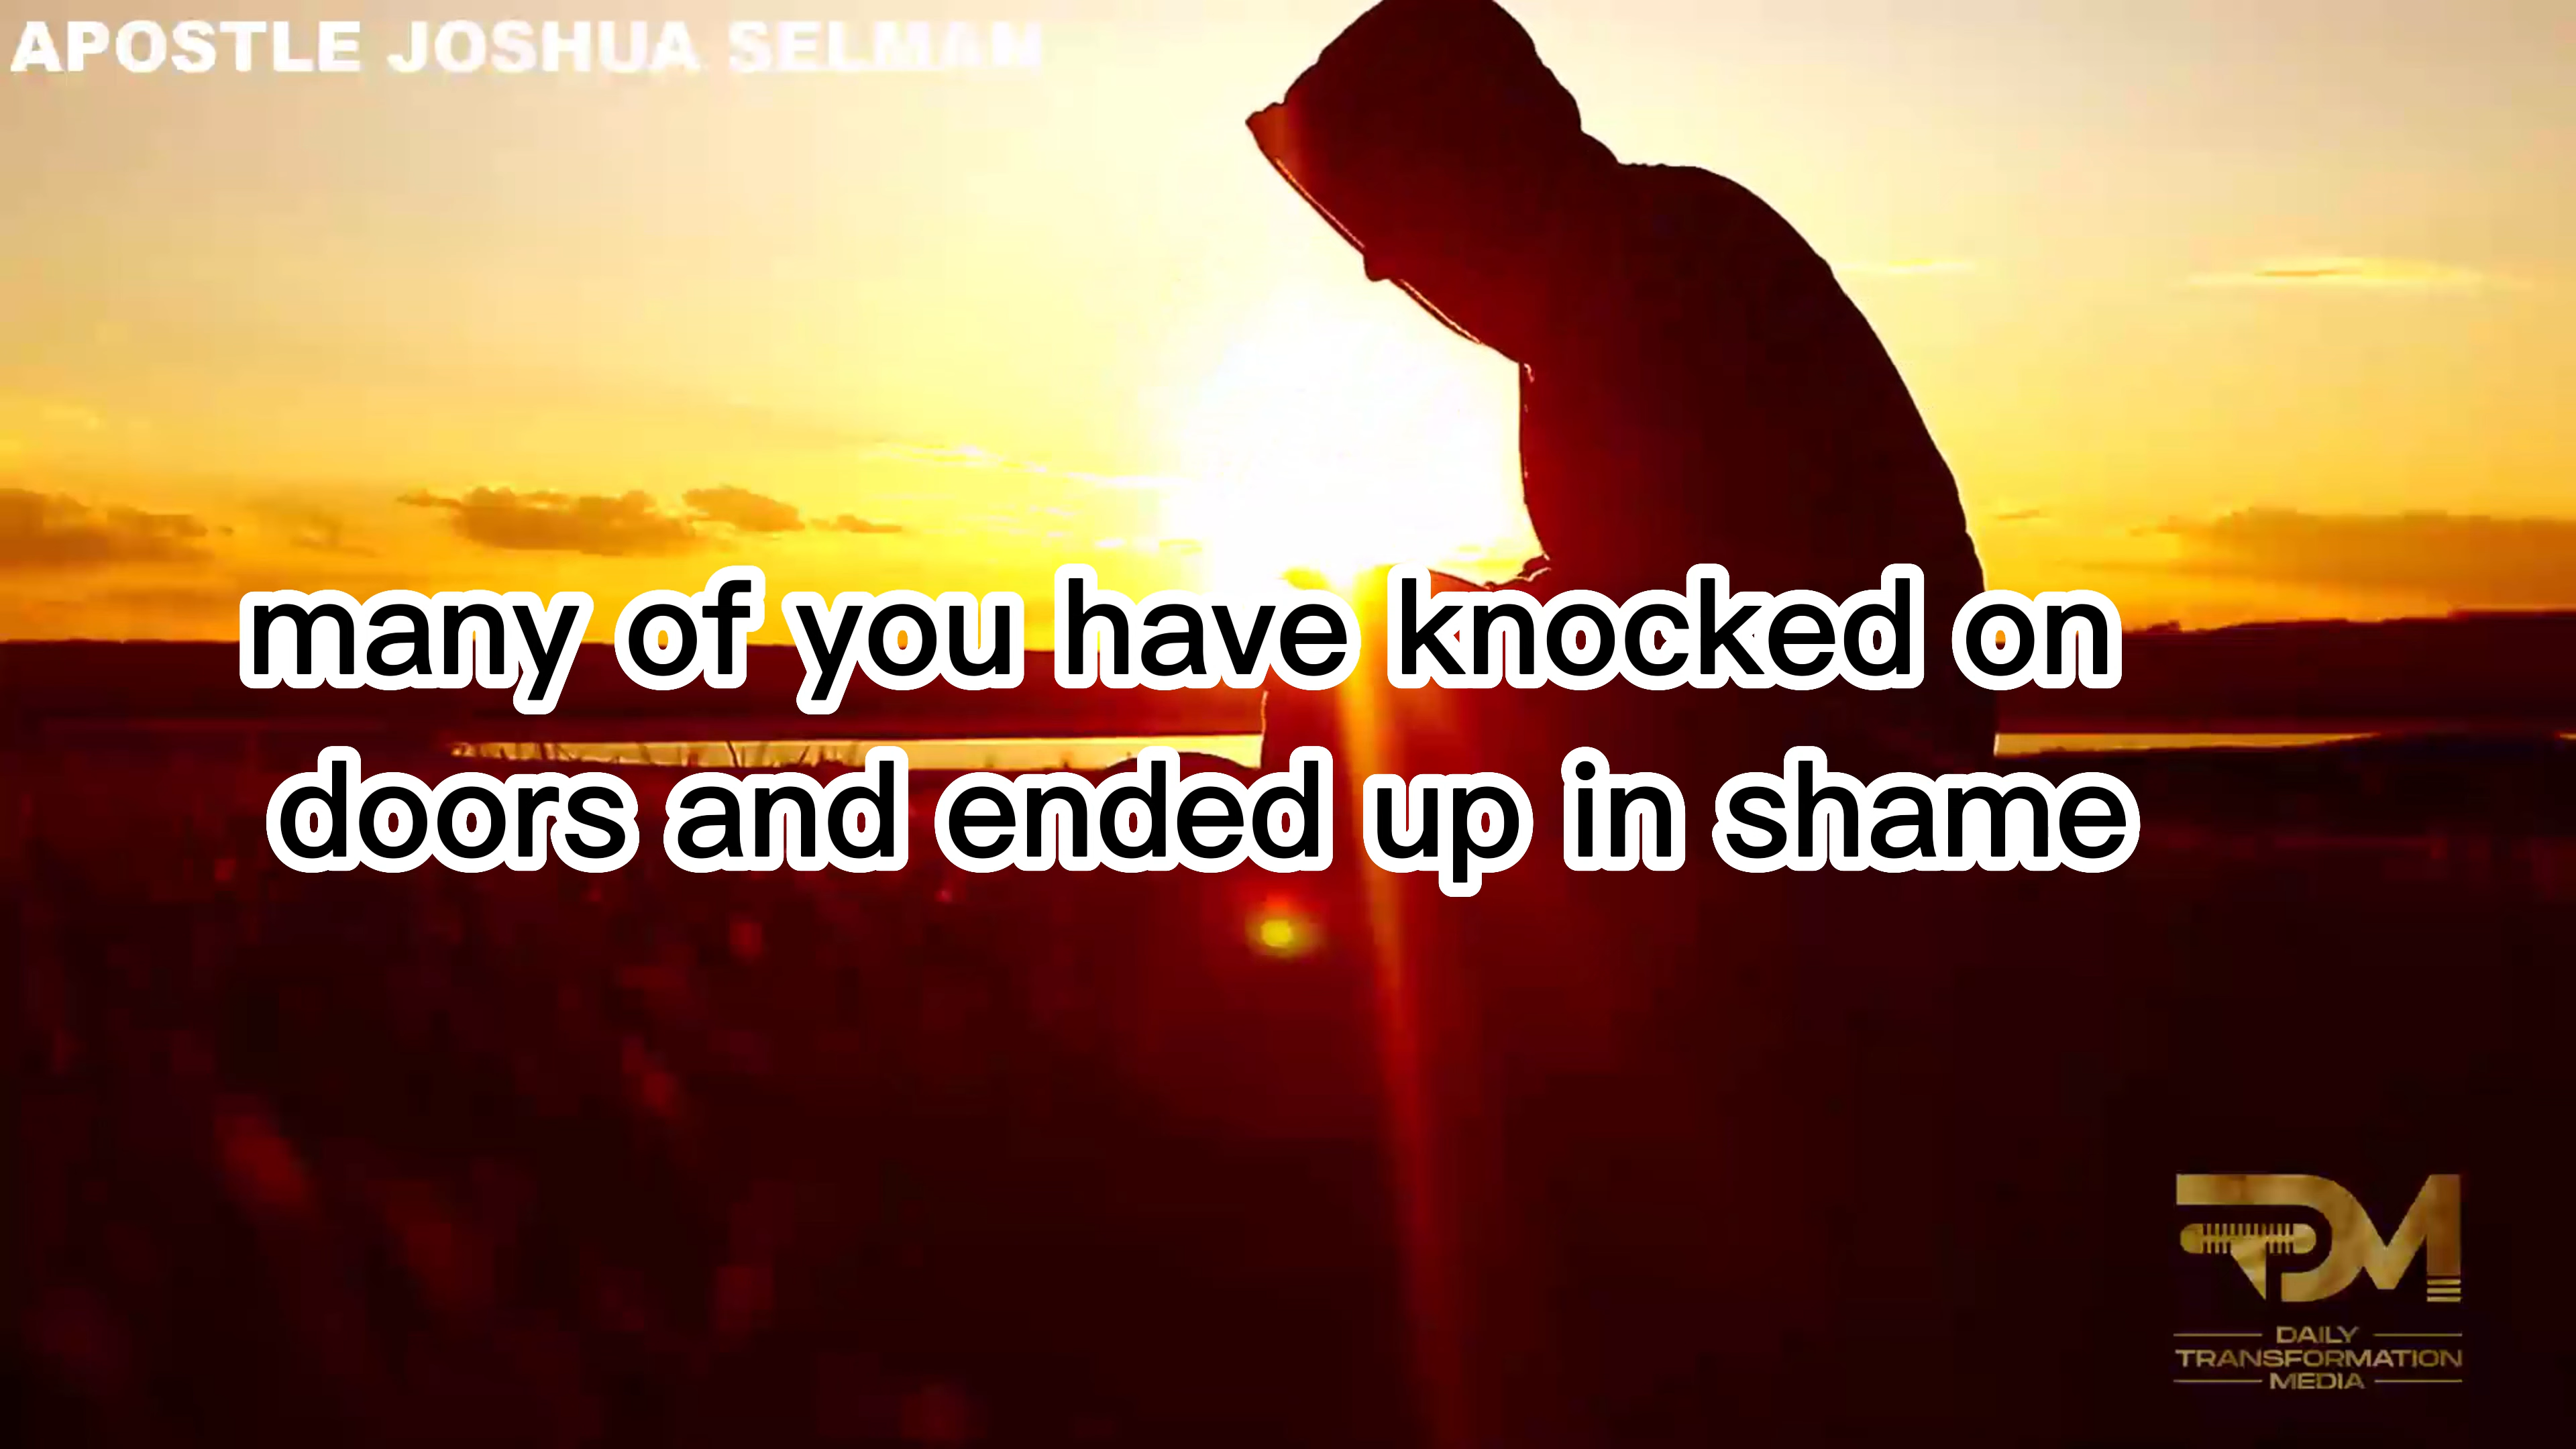 APOSTLE JOSHUA SELMAN
many of you have knocked on
doors and ended up in shame
DAILY
TRANSFORMATION
MEDIA